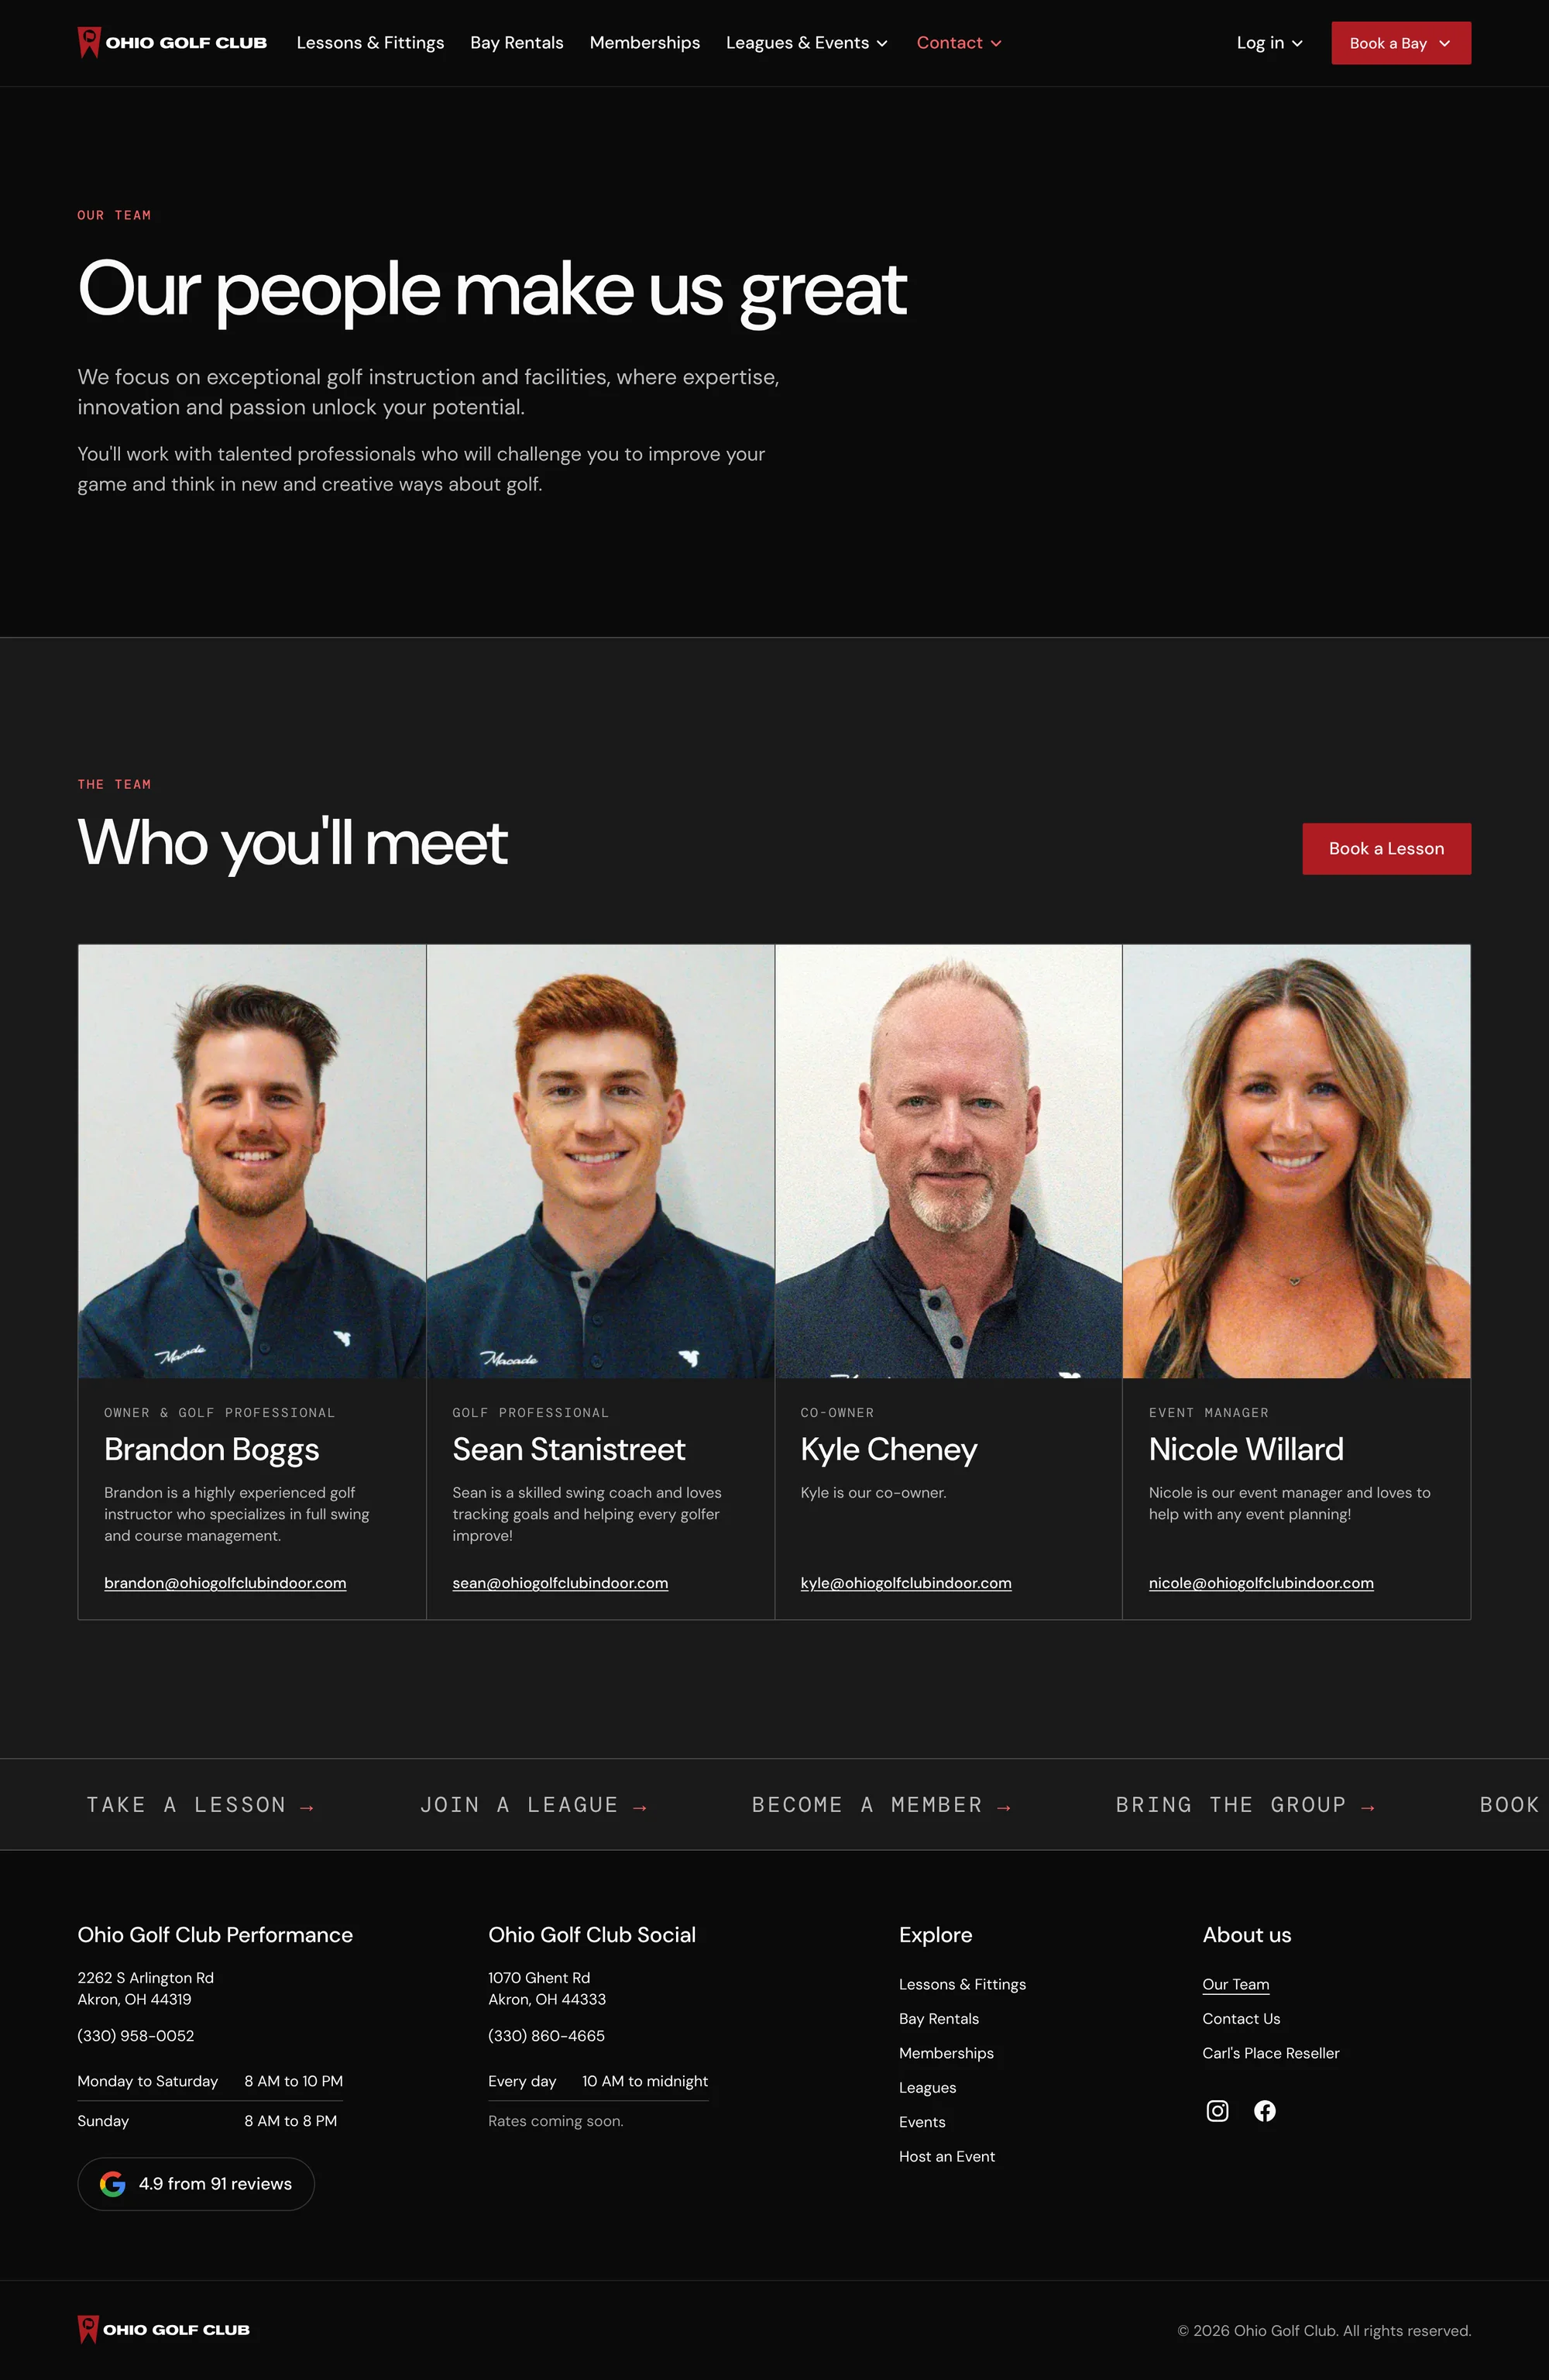 OHIO GOLF CLUB
Lessons & Fittings
Bay Rentals
Memberships
Leagues & Events
Contact
Log in
Book a Bay
OUR TEAM
Our people make us great
We focus on exceptional golf instruction and facilities, where expertise,
innovation and passion unlock your potential.
You'll work with talented professionals who will challenge you to improve your
game and think in new and creative ways about golf.
THE TEAM
Who you'll meet
Book a Lesson
Macade
Macade
OWNER & GOLF PROFESSIONAL
Brandon Boggs
Brandon is a highly experienced golf
instructor who specializes in full swing
and course management.
brandon@ohiogolfclubindoor.com
GOLF PROFESSIONAL
Sean Stanistreet
Sean is a skilled swing coach and loves
tracking goals and helping every golfer
improve!
sean@ohiogolfclubindoor.com
CO-OWNER
Kyle Cheney
Kyle is our co-owner.
kyle@ohiogolfclubindoor.com
EVENT MANAGER
Nicole Willard
Nicole is our event manager and loves to
help with any event planning!
nicole@ohiogolfclubindoor.com
TAKE A LESSON →
JOIN A LEAGUE →
BECOME A MEMBER →
BRING THE GROUP →
BOOK
Ohio Golf Club Performance
2262 S Arlington Rd
Akron, OH 44319
(330) 958-0052
Monday to Saturday 8 AM to 10 PM
Sunday 8 AM to 8 PM
4.9 from 91 reviews
Ohio Golf Club Social
1070 Ghent Rd
Akron, OH 44333
(330) 860-4665
Every day 10 AM to midnight
Rates coming soon.
Explore
Lessons & Fittings
Bay Rentals
Memberships
Leagues
Events
Host an Event
About us
Our Team
Contact Us
Carl's Place Reseller
OHIO GOLF CLUB
© 2026 Ohio Golf Club. All rights reserved.